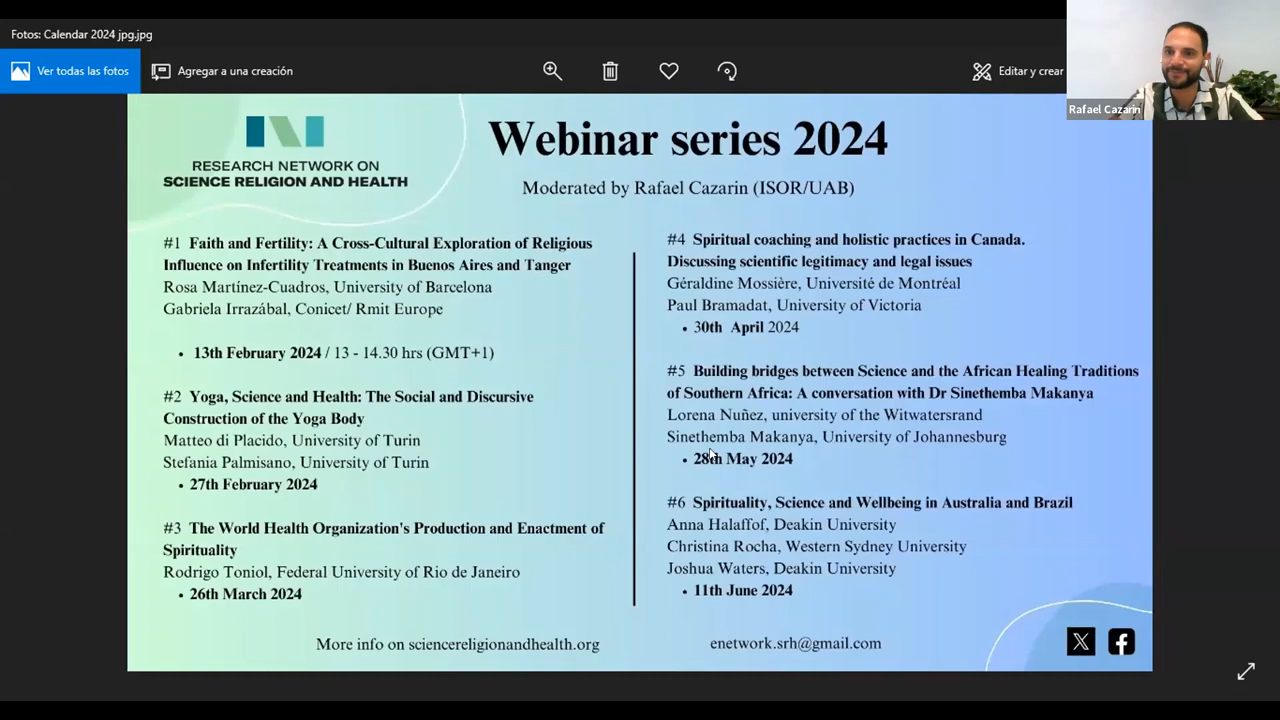 Fotos: Calendar 2024 jpg.jpg
Ver todas las fotos
Agregar a una creación
Editar y crear
Rafael Cazarin
RESEARCH NETWORK ON
SCIENCE RELIGION AND HEALTH
Webinar series 2024
Moderated by Rafael Cazarin (ISOR/UAB)
#1 Faith and Fertility: A Cross-Cultural Exploration of Religious
Influence on Infertility Treatments in Buenos Aires and Tanger
Rosa Martínez-Cuadros, University of Barcelona
Gabriela Irrazábal, Conicet/ Rmit Europe
• 13th February 2024 / 13 - 14.30 hrs (GMT+1)
#2 Yoga, Science and Health: The Social and Discursive
Construction of the Yoga Body
Matteo di Placido, University of Turin
Stefania Palmisano, University of Turin
• 27th February 2024
#3 The World Health Organization's Production and Enactment of
Spirituality
Rodrigo Toniol, Federal University of Rio de Janeiro
• 26th March 2024
#4 Spiritual coaching and holistic practices in Canada.
Discussing scientific legitimacy and legal issues
Géraldine Mossière, Université de Montréal
Paul Bramadat, University of Victoria
• 30th April 2024
#5 Building bridges between Science and the African Healing Traditions
of Southern Africa: A conversation with Dr Sinethemba Makanya
Lorena Nuñez, university of the Witwatersrand
Sinethemba Makanya, University of Johannesburg
• 28th May 2024
#6 Spirituality, Science and Wellbeing in Australia and Brazil
Anna Halaffof, Deakin University
Christina Rocha, Western Sydney University
Joshua Waters, Deakin University
• 11th June 2024
More info on sciencereligionandhealth.org
enetwork.srh@gmail.com